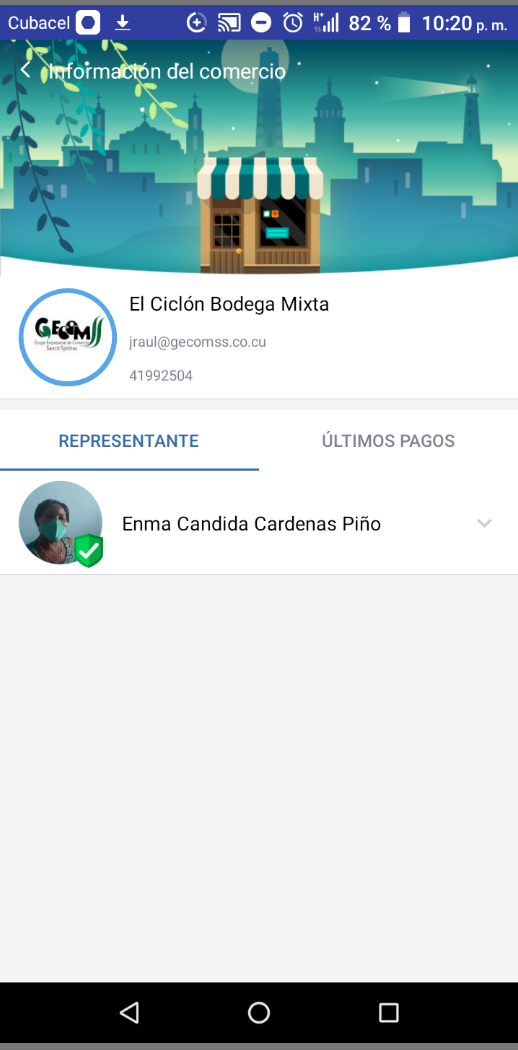 Cubacel
H+
82 %
10:20 p. m.
Información del comercio
GECOMSS
Grupo Empresarial de Comercio
Sancti Spíritus
El Ciclón Bodega Mixta
jraul@gecomss.co.cu
41992504
REPRESENTANTE
ÚLTIMOS PAGOS
Enma Candida Cardenas Piño